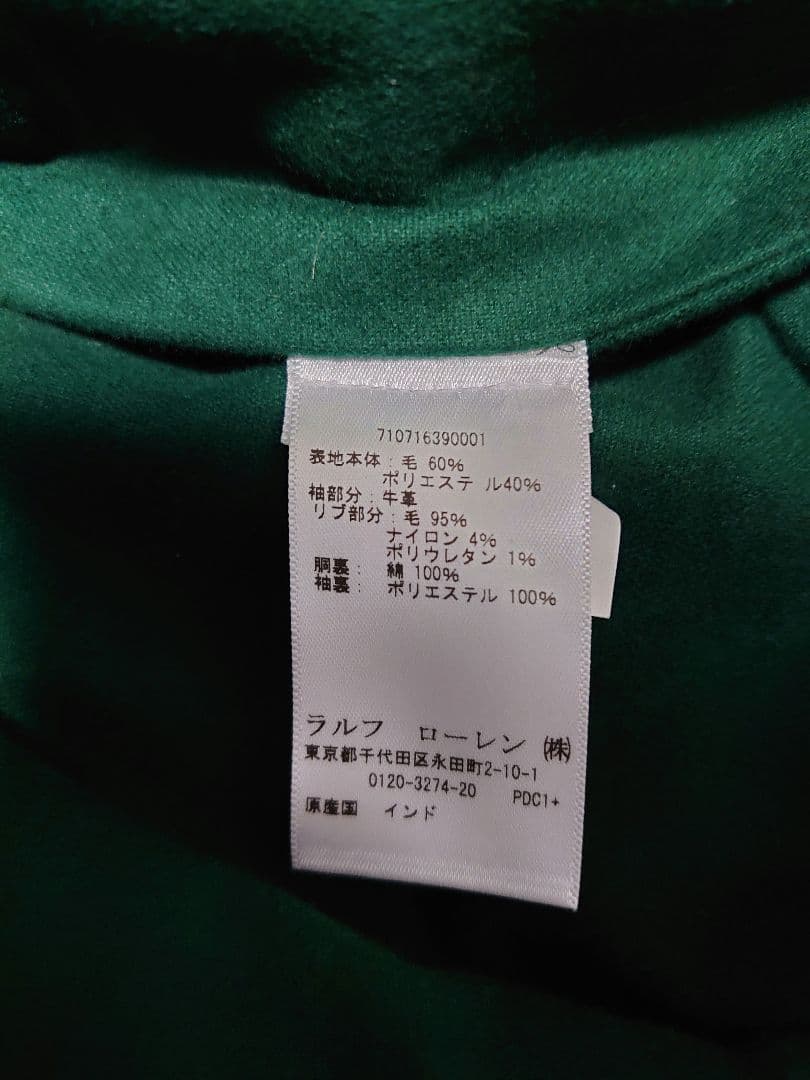 710716390001
表地本体：毛 60%
ポリエステ ル40%
袖部分：牛革
リブ部分：毛 95%
ナイロン 4%
ポリウレタン 1%
胴裏： 綿 100%
袖裏： ポリエステル 100%
ラルフ ローレン ㈱
東京都千代田区永田町2-10-1
0120-3274-20 PDC1+
原産国 インド